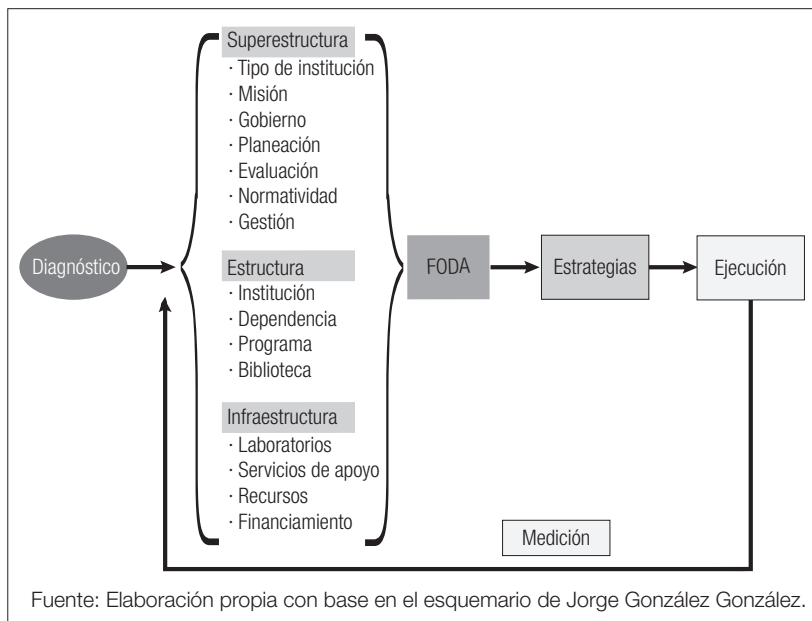 Superestructura
· Tipo de institución
· Misión
· Gobierno
· Planeación
· Evaluación
· Normatividad
· Gestión
Diagnóstico
Estructura
· Institución
· Dependencia
· Programa
· Biblioteca
Infraestructura
· Laboratorios
· Servicios de apoyo
· Recursos
· Financiamiento
FODA
Estrategias
Ejecución
Medición
Fuente: Elaboración propia con base en el esquemario de Jorge González González.